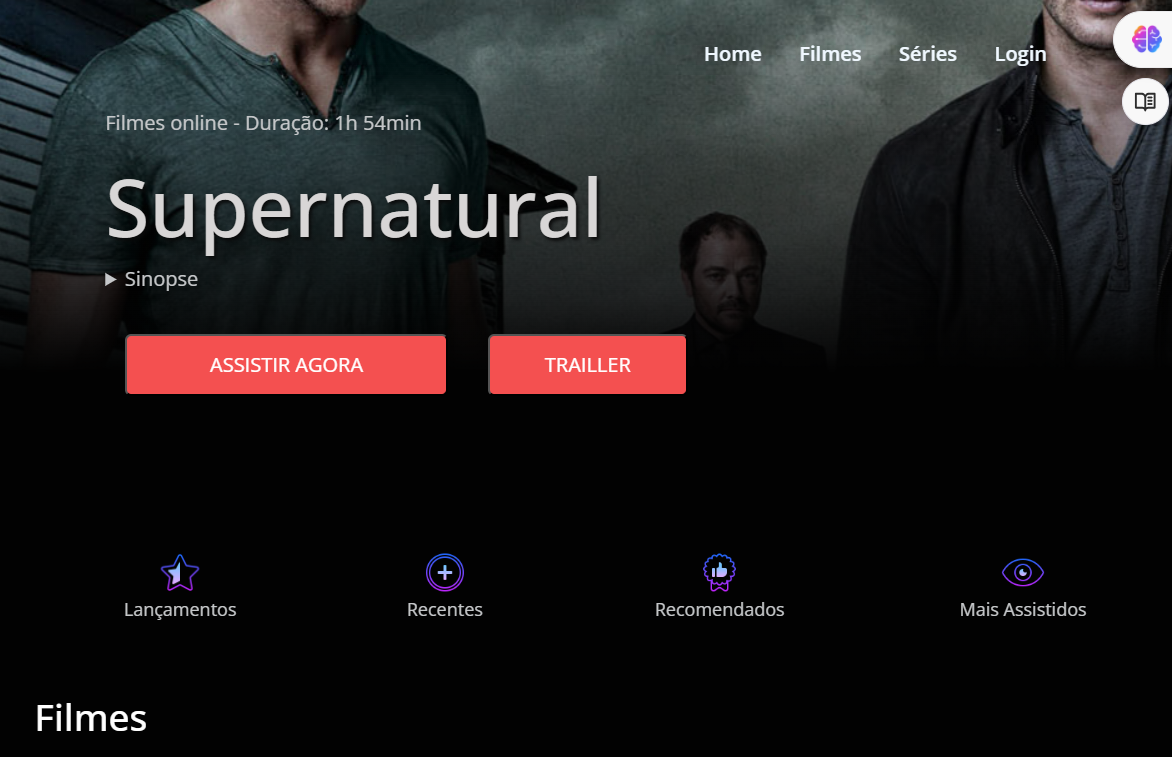 Home Filmes Séries Login
Filmes online - Duração: 1h 54min
Supernatural
Sinopse
ASSISTIR AGORA TRAILLER
Lançamentos Recentes Recomendados Mais Assistidos
Filmes